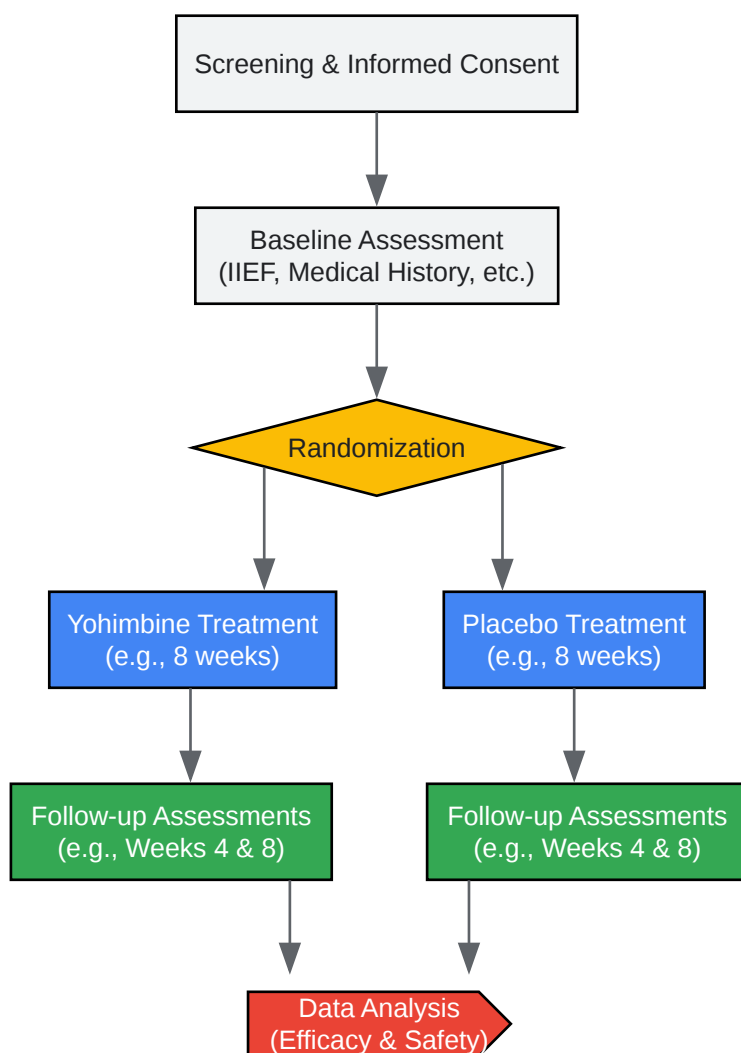 Screening & Informed Consent
Baseline Assessment
(IIEF, Medical History, etc.)
Randomization
Yohimbine Treatment
(e.g., 8 weeks)
Placebo Treatment
(e.g., 8 weeks)
Follow-up Assessments
(e.g., Weeks 4 & 8)
Follow-up Assessments
(e.g., Weeks 4 & 8)
Data Analysis
(Efficacy & Safety)